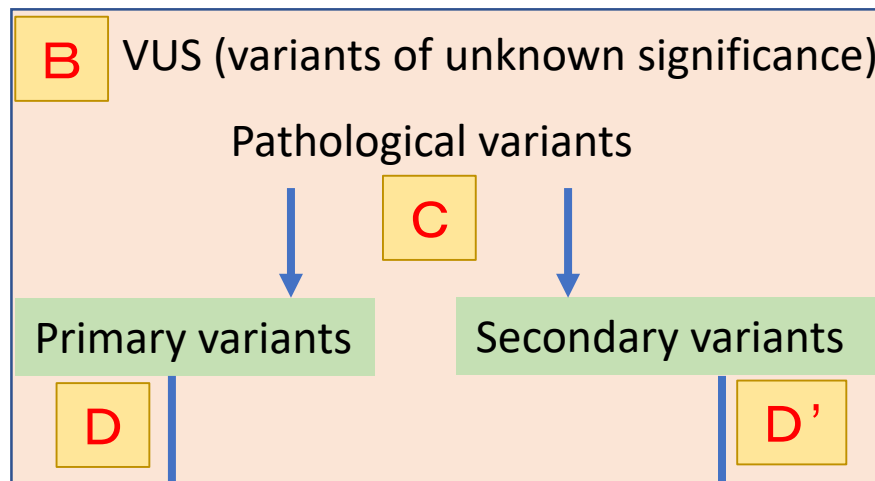 B VUS (variants of unknown significance)
Pathological variants
C
Primary variants Secondary variants
D D’